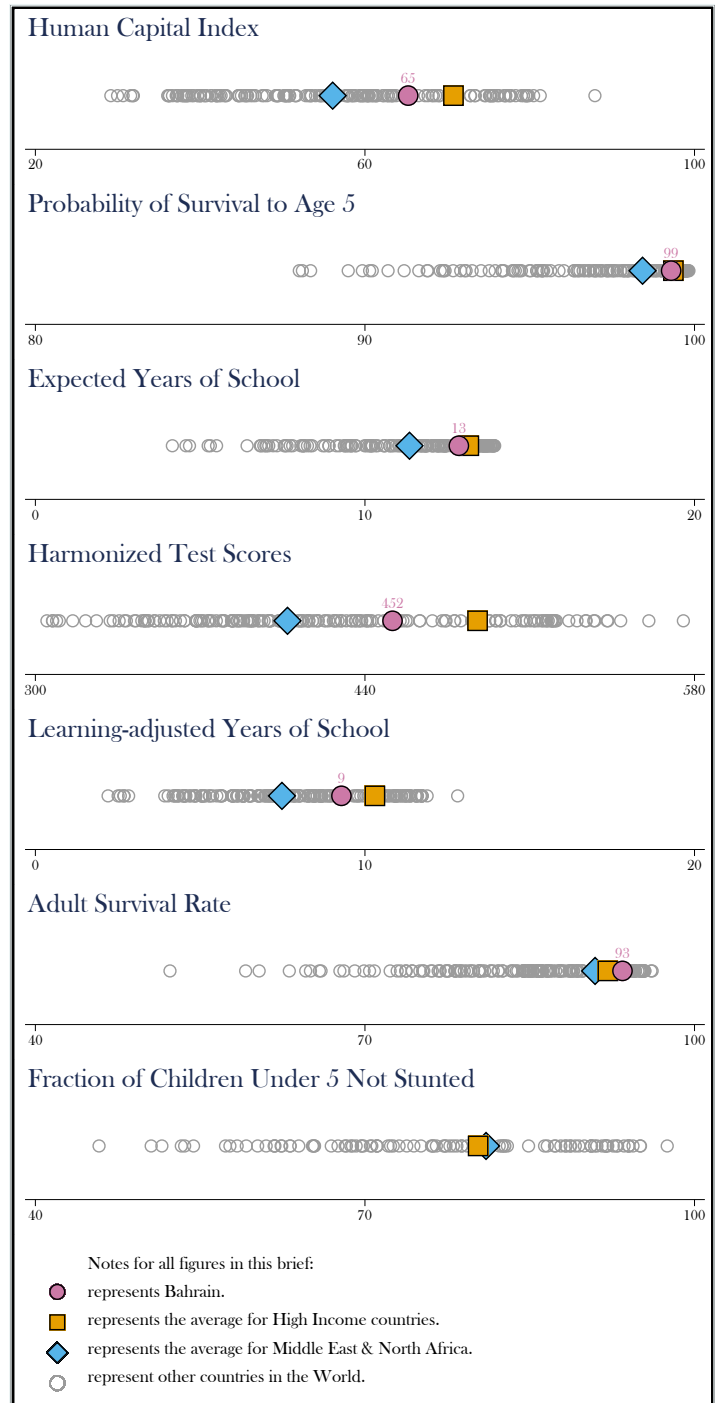 Human Capital Index
65
20 60 100
Probability of Survival to Age 5
99
80 90 100
Expected Years of School
13
0 10 20
Harmonized Test Scores
452
300 440 580
Learning-adjusted Years of School
9
0 10 20
Adult Survival Rate
93
40 70 100
Fraction of Children Under 5 Not Stunted
40 70 100
Notes for all figures in this brief:
represents Bahrain.
represents the average for High Income countries.
represents the average for Middle East & North Africa.
represent other countries in the World.